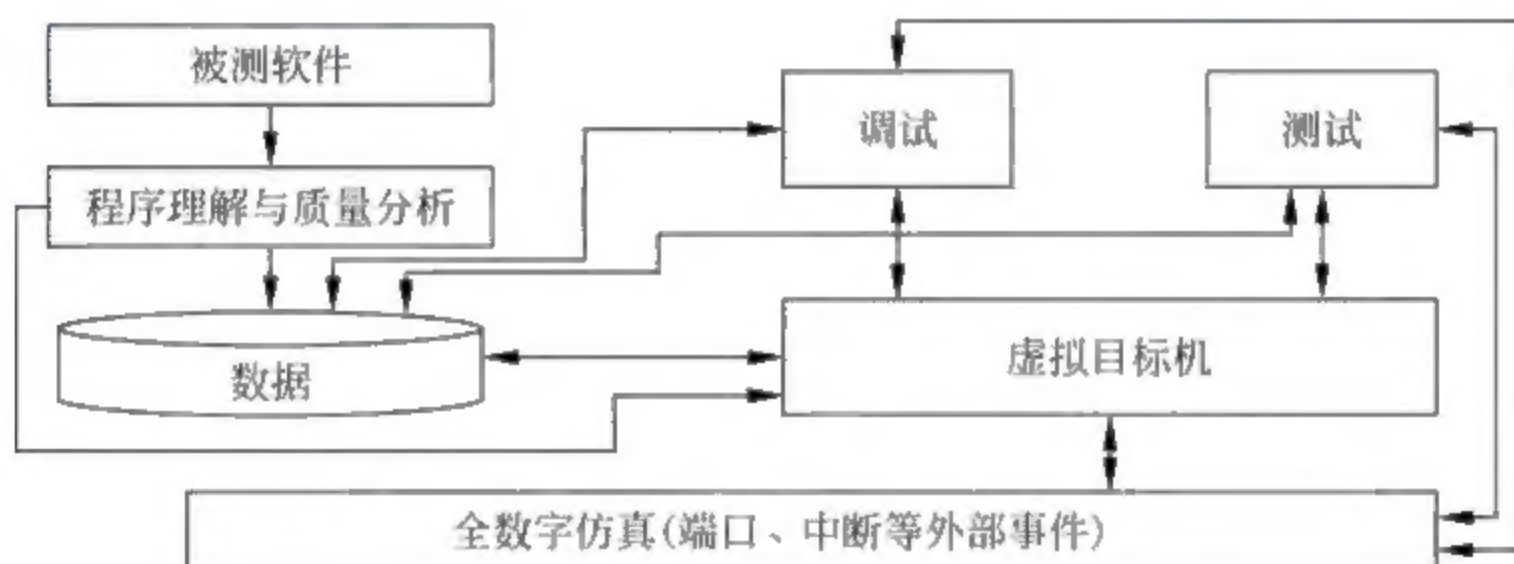 被测软件
调试
测试
程序理解与质量分析
数据
虚拟目标机
全数字仿真(端口、中断等外部事件)